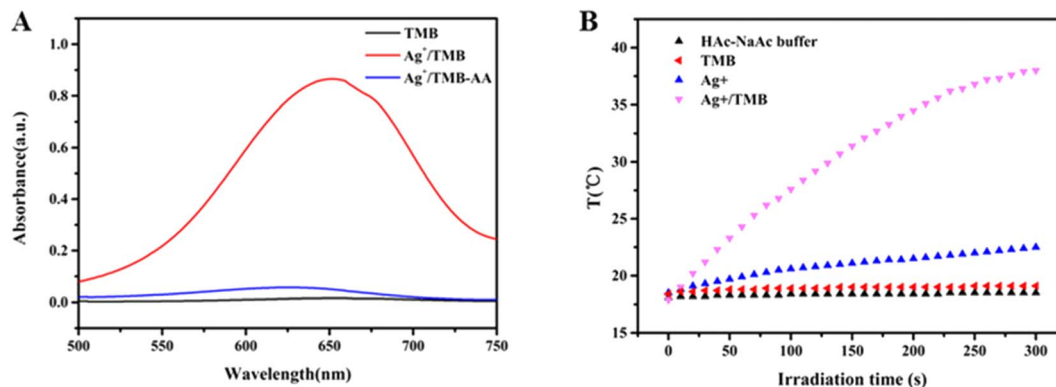 A
TMB
Ag+/TMB
Ag+/TMB-AA
1.0
0.8
0.6
0.4
0.2
0.0
Absorbance(a.u.)
500
550
600
650
700
750
Wavelength(nm)
B
HAc-NaAc buffer
TMB
Ag+
Ag+/TMB
40
35
30
25
20
15
T(℃)
0
50
100
150
200
250
300
Irradiation time (s)